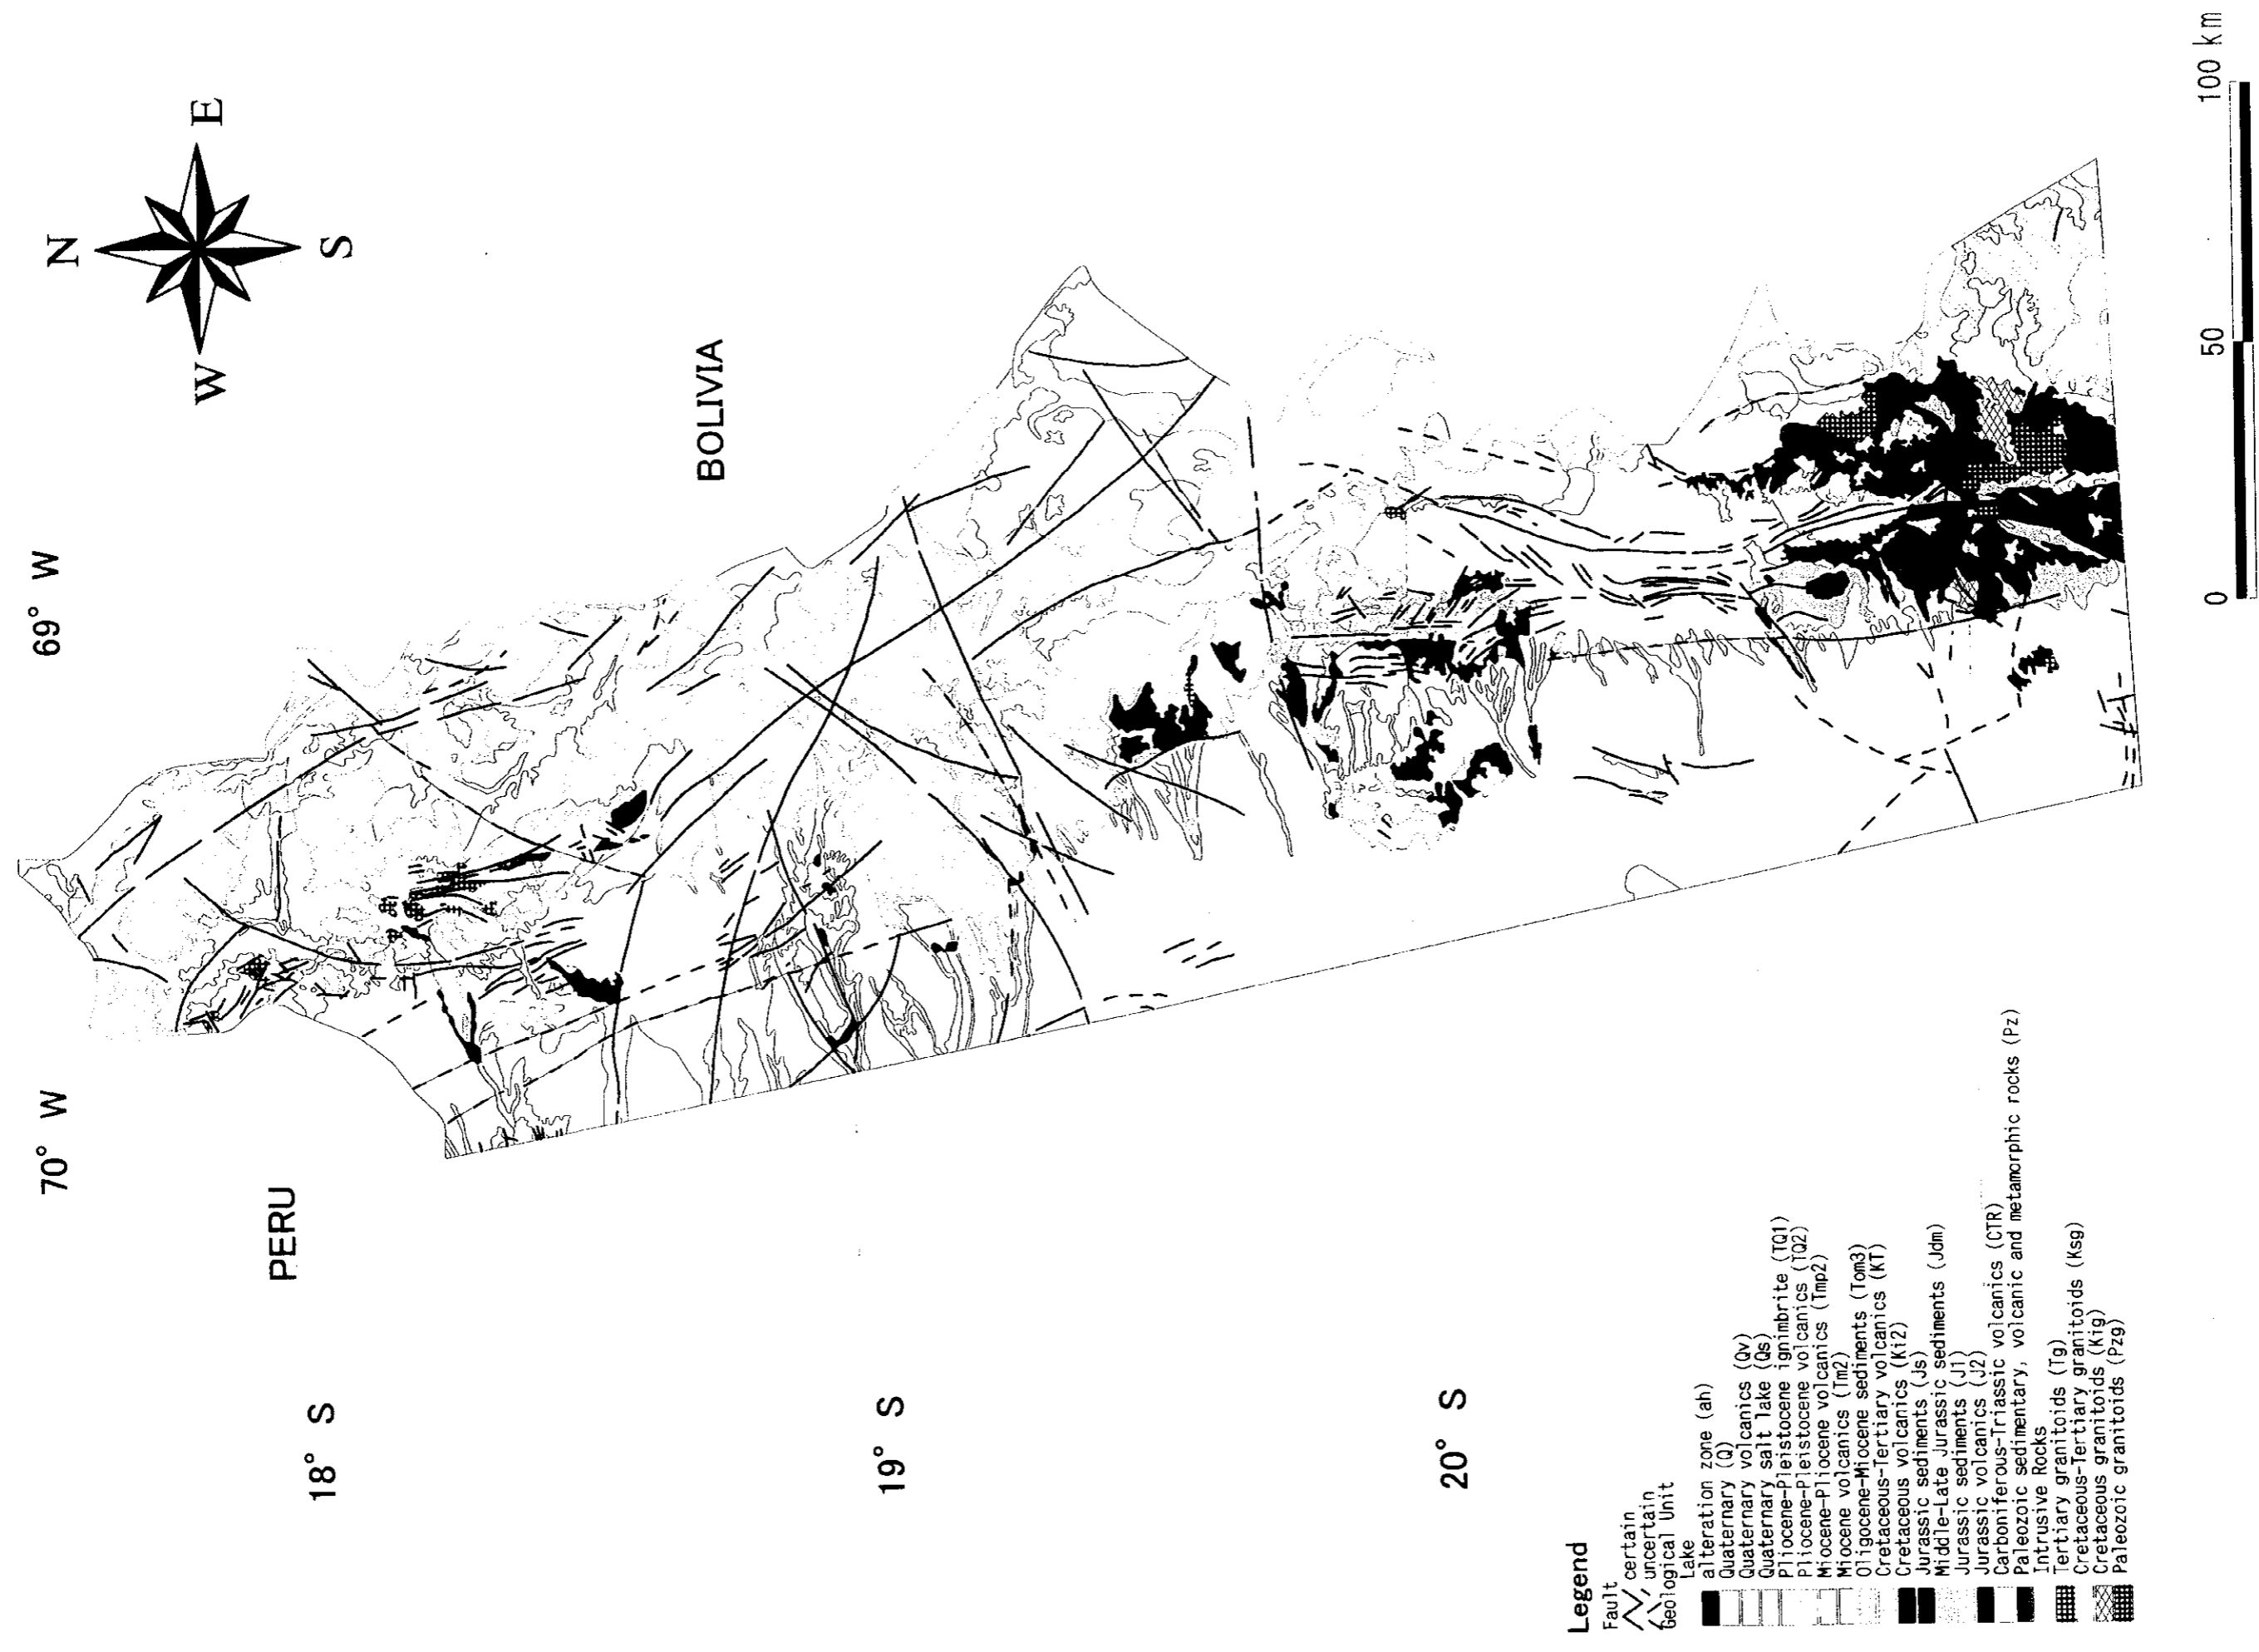 70° W
69° W
N
W
E
S
PERU
BOLIVIA
18° S
19° S
20° S
Legend
Fault
certain
uncertain
Geological Unit
Lake
alteration zone (ah)
Quaternary (Q)
Quaternary volcanics (Qv)
Quaternary salt lake (Qs)
Pliocene-Pleistocene ignimbrite (TQ1)
Pliocene-Pleistocene volcanics (TQ2)
Miocene-Pliocene volcanics (Tmp2)
Miocene volcanics (Tm2)
Oligocene-Miocene sediments (Tom3)
Cretaceous-Tertiary volcanics (KT)
Cretaceous volcanics (Ki2)
Jurassic sediments (Js)
Middle-Late Jurassic sediments (Jdm)
Jurassic sediments (J1)
Jurassic volcanics (J2)
Carboniferous-Triassic volcanics (CTR)
Paleozoic sedimentary, volcanic and metamorphic rocks (Pz)
Intrusive Rocks
Tertiary granitoids (Tg)
Cretaceous-Tertiary granitoids (Ksg)
Cretaceous granitoids (Kig)
Paleozoic granitoids (Pzg)
0 50 100 km